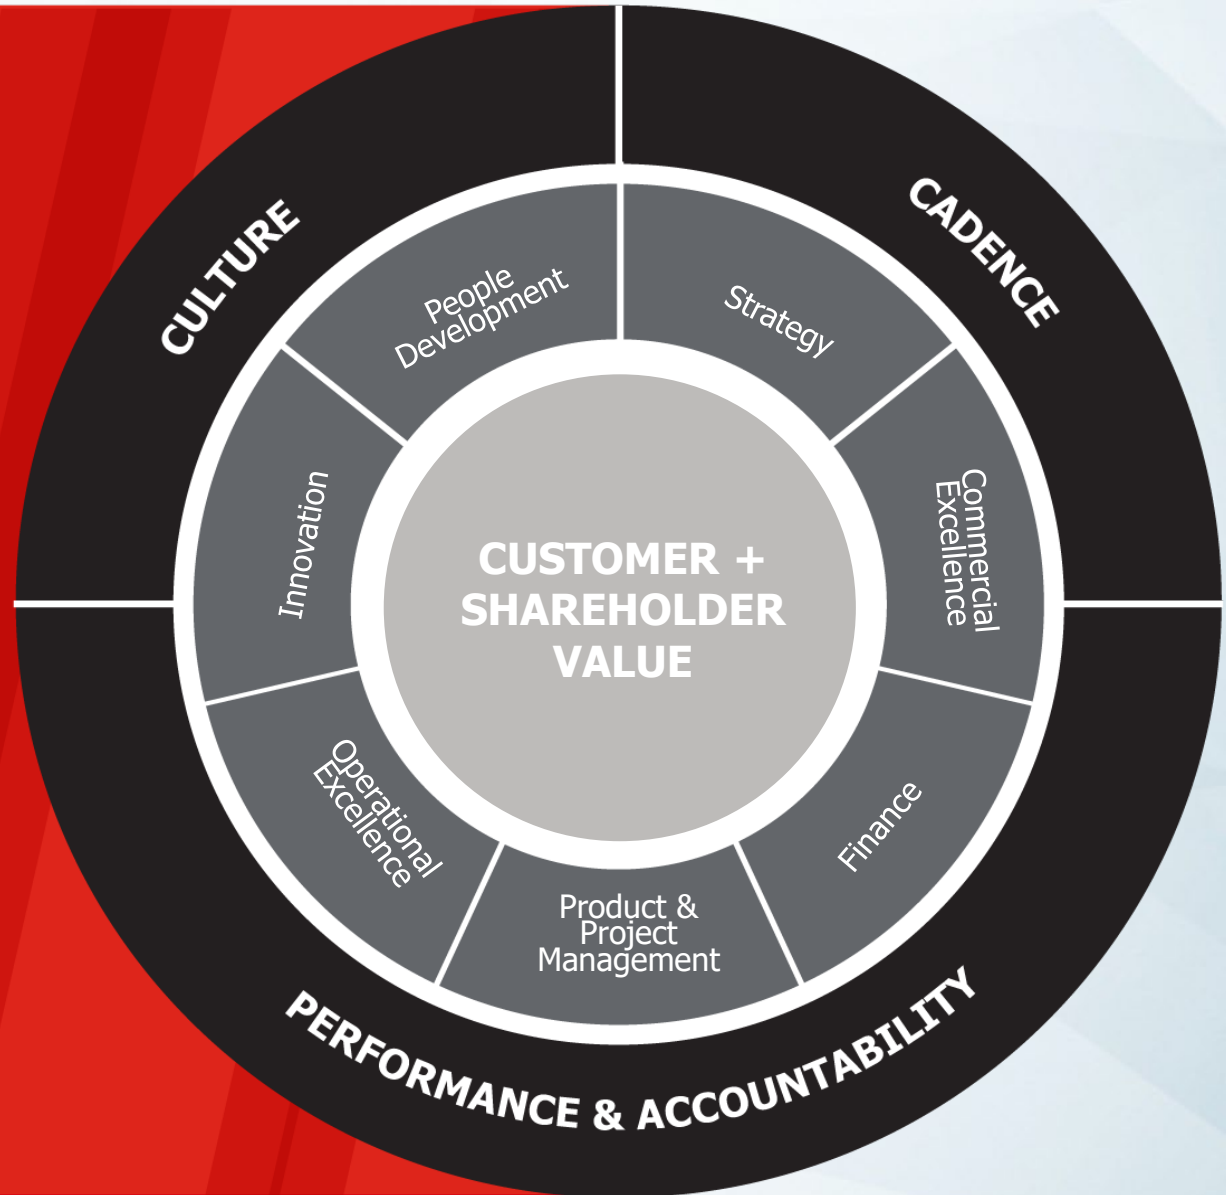 CULTURE
CADENCE
People
Development
Strategy
Innovation
Commercial
Excellence
CUSTOMER +
SHAREHOLDER
VALUE
Operational
Excellence
Finance
Product &
Project
Management
PERFORMANCE & ACCOUNTABILITY